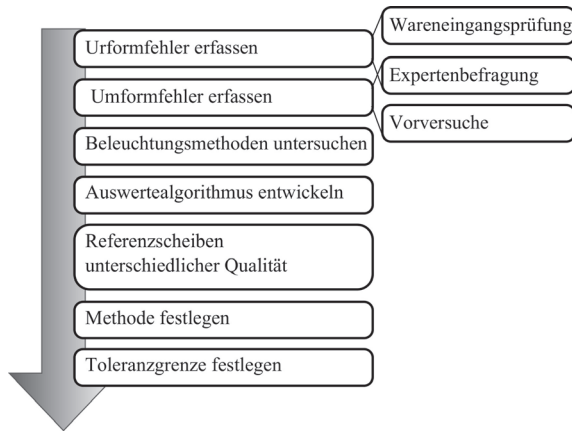 Urformfehler erfassen
Wareneingangsprüfung
Expertenbefragung
Umformfehler erfassen
Vorversuche
Beleuchtungsmethoden untersuchen
Auswertealgorithmus entwickeln
Referenzscheiben
unterschiedlicher Qualität
Methode festlegen
Toleranzgrenze festlegen